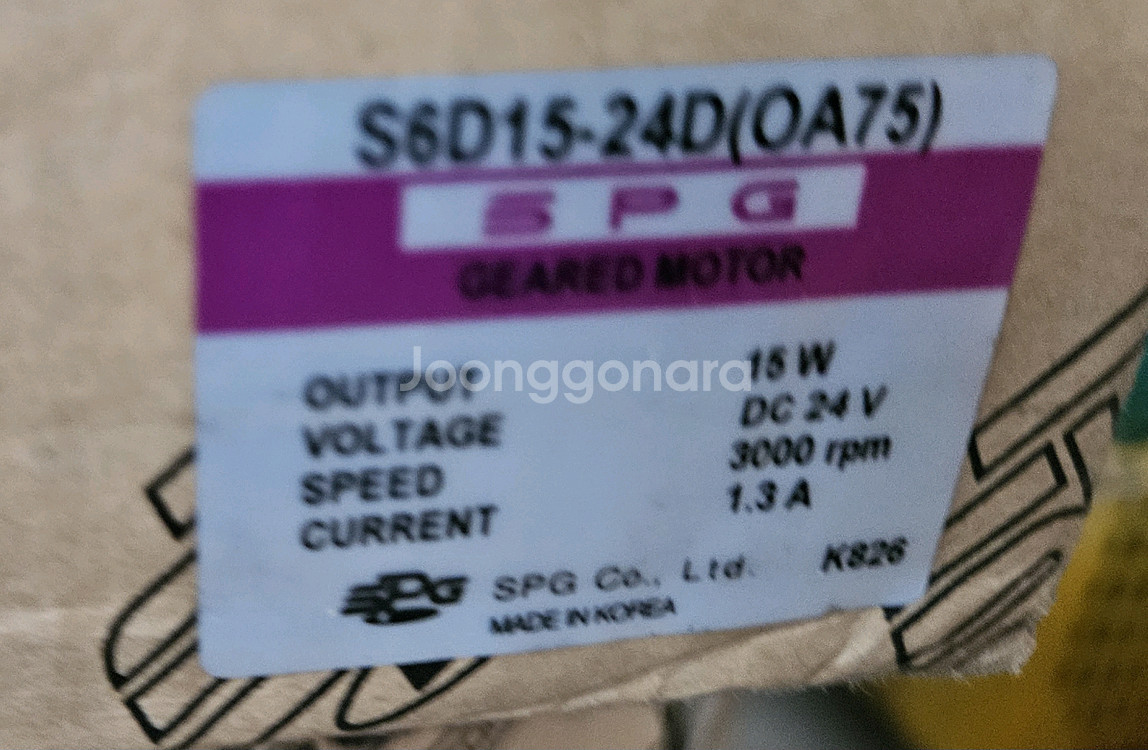 S6D15-24D(OA75)
SPG
GEARED MOTOR
Joonggonara
OUTPUT 15 W
VOLTAGE DC 24 V
SPEED 3000 rpm
CURRENT 1.3 A
SPG SPG Co., Ltd. K826
MADE IN KOREA